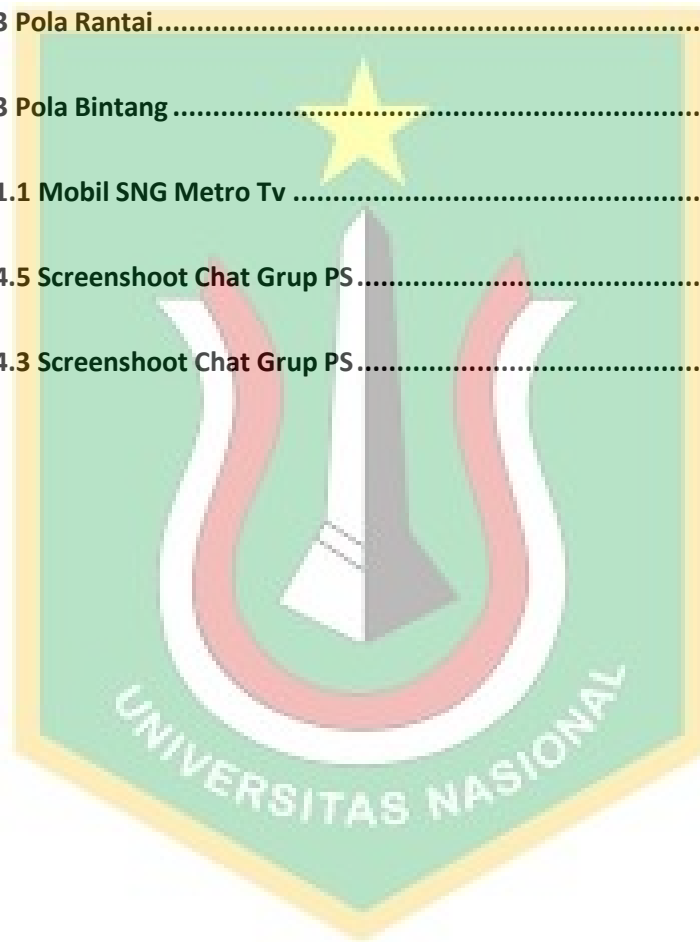 3 Pola Rantai........................................................................
3 Pola Bintang......................................................................
1.1 Mobil SNG Metro Tv.....................................................
4.5 Screenshoot Chat Grup PS.............................................
4.3 Screenshoot Chat Grup PS.............................................
UNIVERSITAS NASIONAL